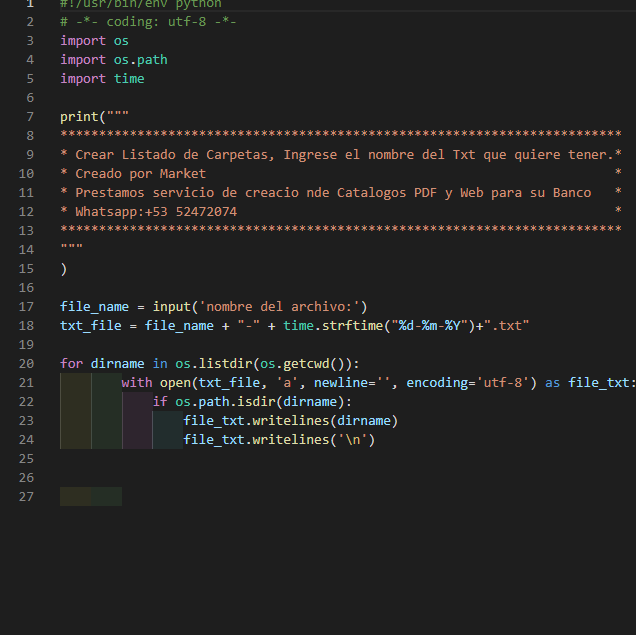 1 #!/usr/bin/env python
2 # -*- coding: utf-8 -*-
3 import os
4 import os.path
5 import time
6
7 print("""
8 *************************************************************************
9 * Crear Listado de Carpetas, Ingrese el nombre del Txt que quiere tener.*
10 * Creado por Market                                                     *
11 * Prestamos servicio de creacio nde Catalogos PDF y Web para su Banco   *
12 * Whatsapp:+53 52472074                                                 *
13 *************************************************************************
14 """
15 )
16
17 file_name = input('nombre del archivo:')
18 txt_file = file_name + "-" + time.strftime("%d-%m-%Y")+".txt"
19
20 for dirname in os.listdir(os.getcwd()):
21         with open(txt_file, 'a', newline='', encoding='utf-8') as file_txt:
22             if os.path.isdir(dirname):
23                 file_txt.writelines(dirname)
24                 file_txt.writelines('\n')
25
26
27